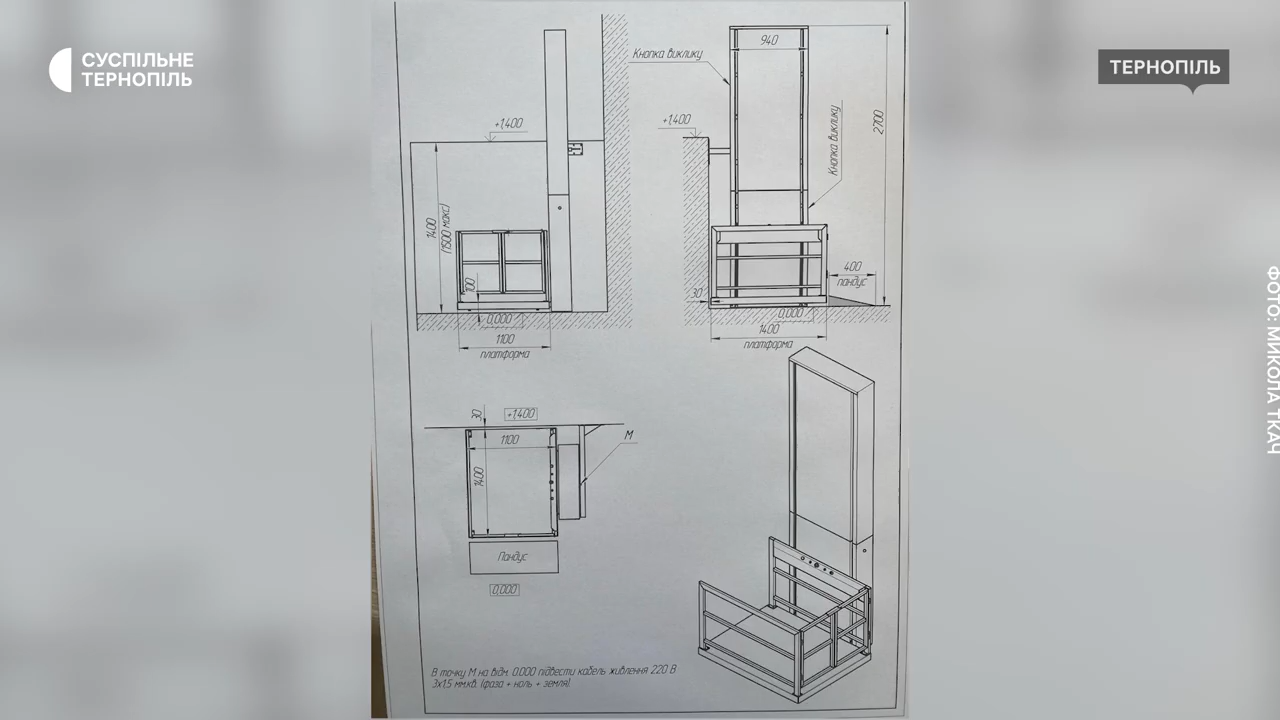 СУСПІЛЬНЕ
ТЕРНОПІЛЬ
ТЕРНОПІЛЬ
ФОТО: МИКОЛА ТКАЧ
+1,400
1400
(1500 макс)
100
0,000
1100
платформа
Кнопка виклику
940
+1,400
Кнопка виклику
2700
400
пандус
30
0,000
1400
платформа
30
+1,400
М
1100
1400
Пандус
0,000
В точку М на відм. 0.000 підвести кабель живлення 220 В
3х1,5 мм.кв. (фаза + ноль + земля).